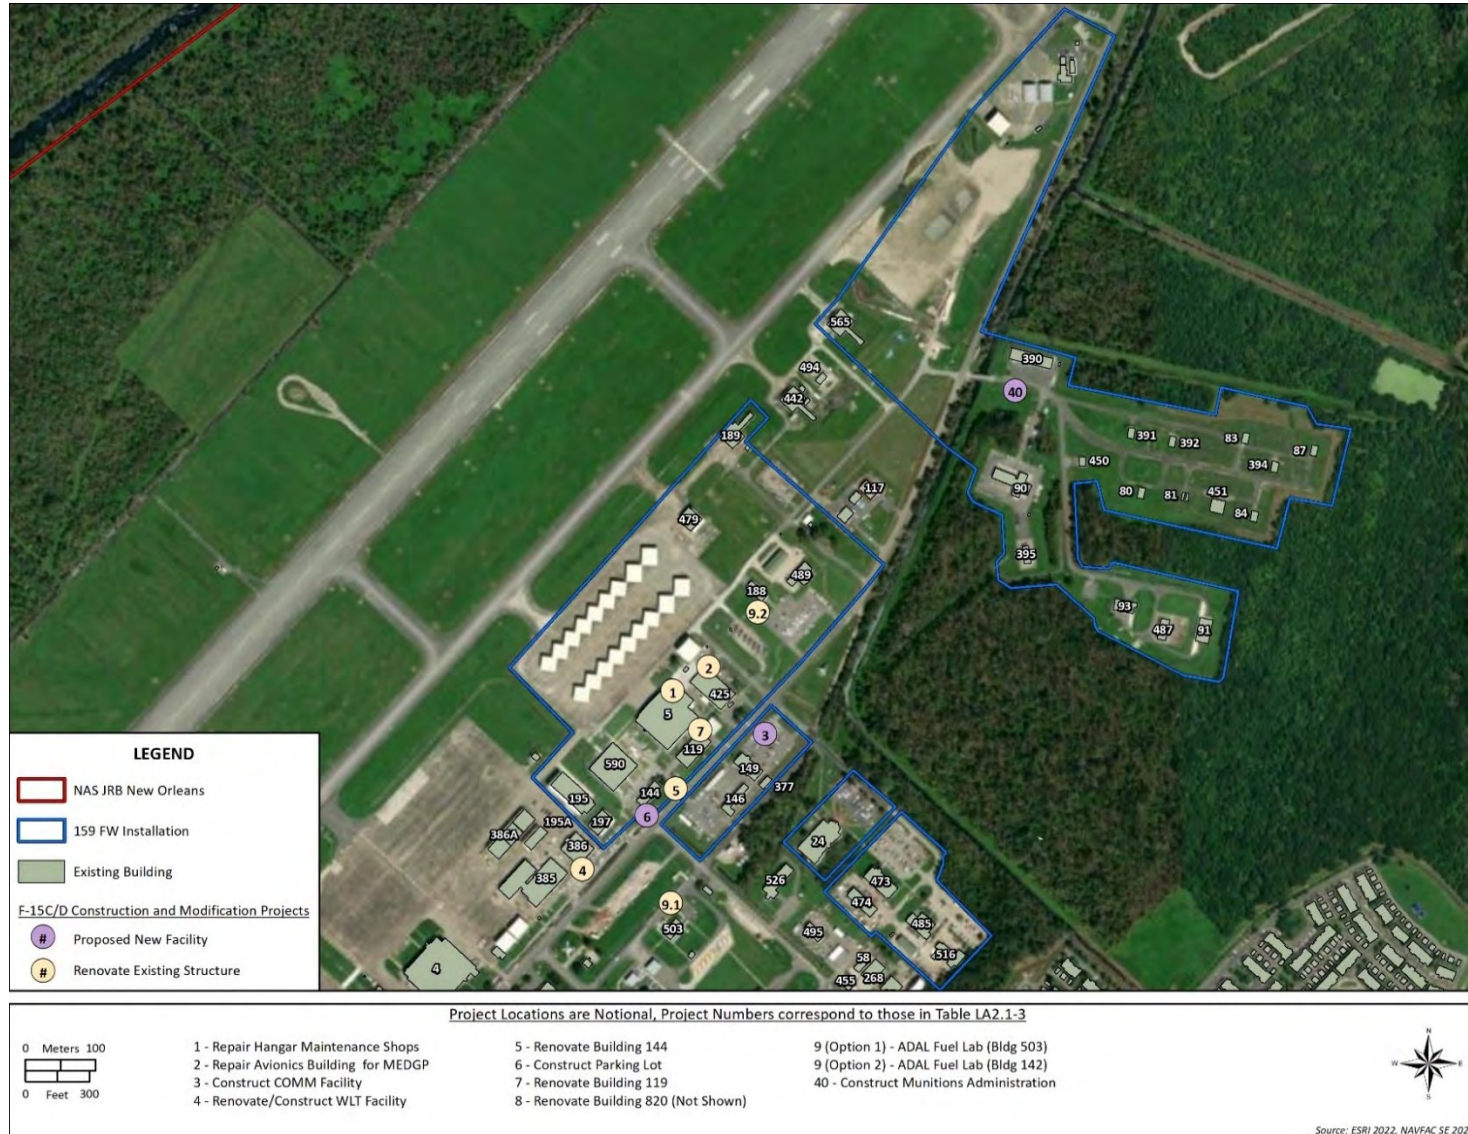 565
390
494
40
442
189
391
392
83
87
450
394
117
90
80
81
451
84
479
395
489
188
9.2
93
487
91
2
1
425
5
7
3
119
590
149
377
144
5
195
146
6
197
195A
386A
386
24
385
4
526
473
9.1
474
503
495
485
516
58
4
455
268
LEGEND
NAS JRB New Orleans
159 FW Installation
Existing Building
F-15C/D Construction and Modification Projects
# Proposed New Facility
# Renovate Existing Structure
Project Locations are Notional, Project Numbers correspond to those in Table LA2.1-3
0 Meters 100
0 Feet 300
1 - Repair Hangar Maintenance Shops
2 - Repair Avionics Building for MEDGP
3 - Construct COMM Facility
4 - Renovate/Construct WLT Facility
5 - Renovate Building 144
6 - Construct Parking Lot
7 - Renovate Building 119
8 - Renovate Building 820 (Not Shown)
9 (Option 1) - ADAL Fuel Lab (Bldg 503)
9 (Option 2) - ADAL Fuel Lab (Bldg 142)
40 - Construct Munitions Administration
N
W E
S
Source: ESRI 2022, NAVFAC SE 202